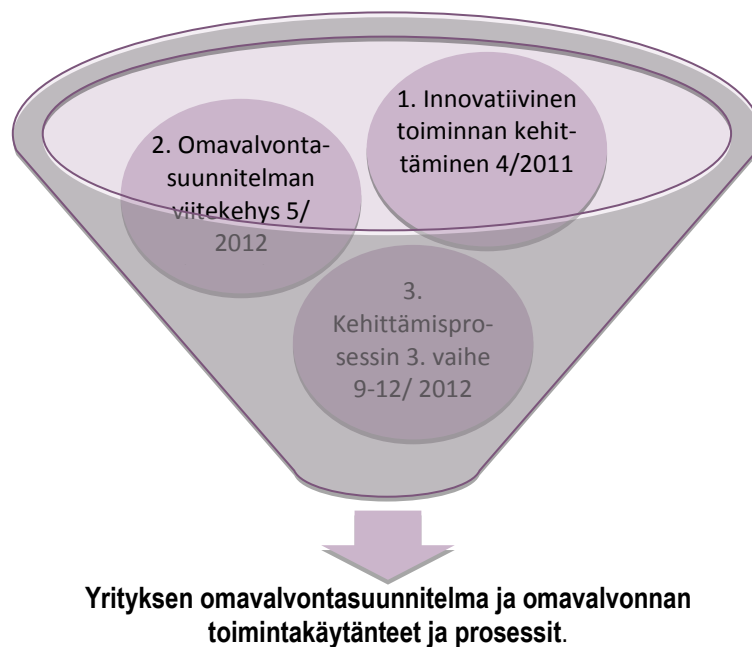 1. Innovatiivinen
toiminnan kehit-
täminen 4/2011
2. Omavalvonta-
suunnitelman
viitekehys 5/
2012
3.
Kehittämispro-
sessin 3. vaihe
9-12/ 2012
Yrityksen omavalvontasuunnitelma ja omavalvonnan
toimintakäytänteet ja prosessit.